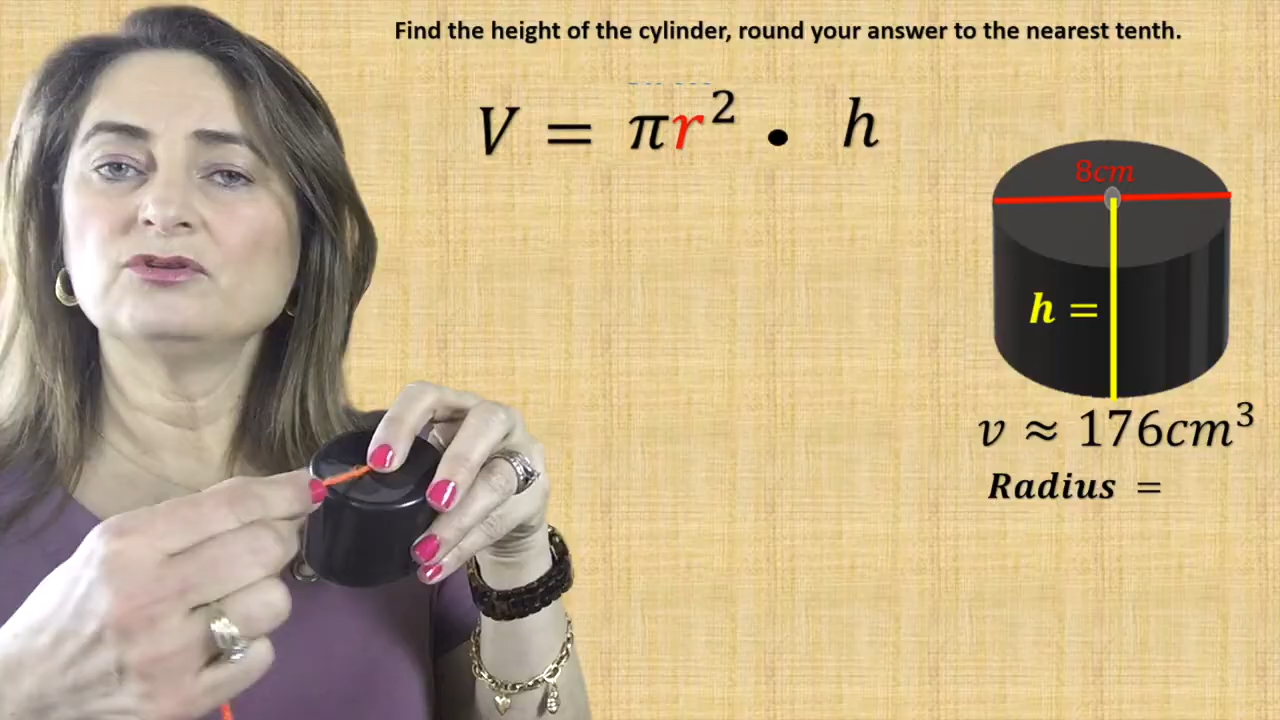 Find the height of the cylinder, round your answer to the nearest tenth.
V = πr² • h
8cm
h =
v ≈ 176cm³
Radius =